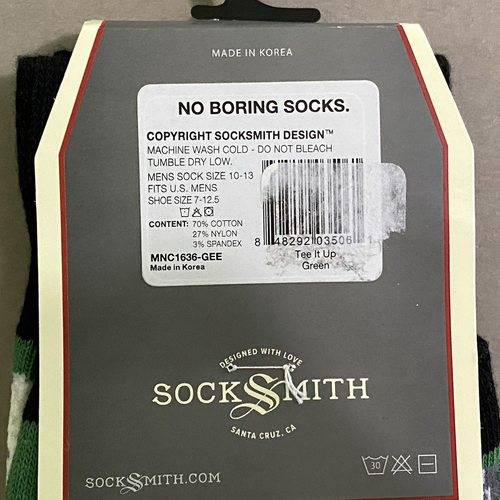 MADE IN KOREA
NO BORING SOCKS.
COPYRIGHT SOCKSMITH DESIGN™
MACHINE WASH COLD - DO NOT BLEACH
TUMBLE DRY LOW.
MENS SOCK SIZE 10-13
FITS U.S. MENS
SHOE SIZE 7-12.5
CONTENT: 70% COTTON
27% NYLON
3% SPANDEX
8 48292 03506
MNC1636-GEE
Made in Korea
Tee It Up
Green
DESIGNED WITH LOVE
SOCKSMITH
SANTA CRUZ, CA
30
SOCKSMITH.COM